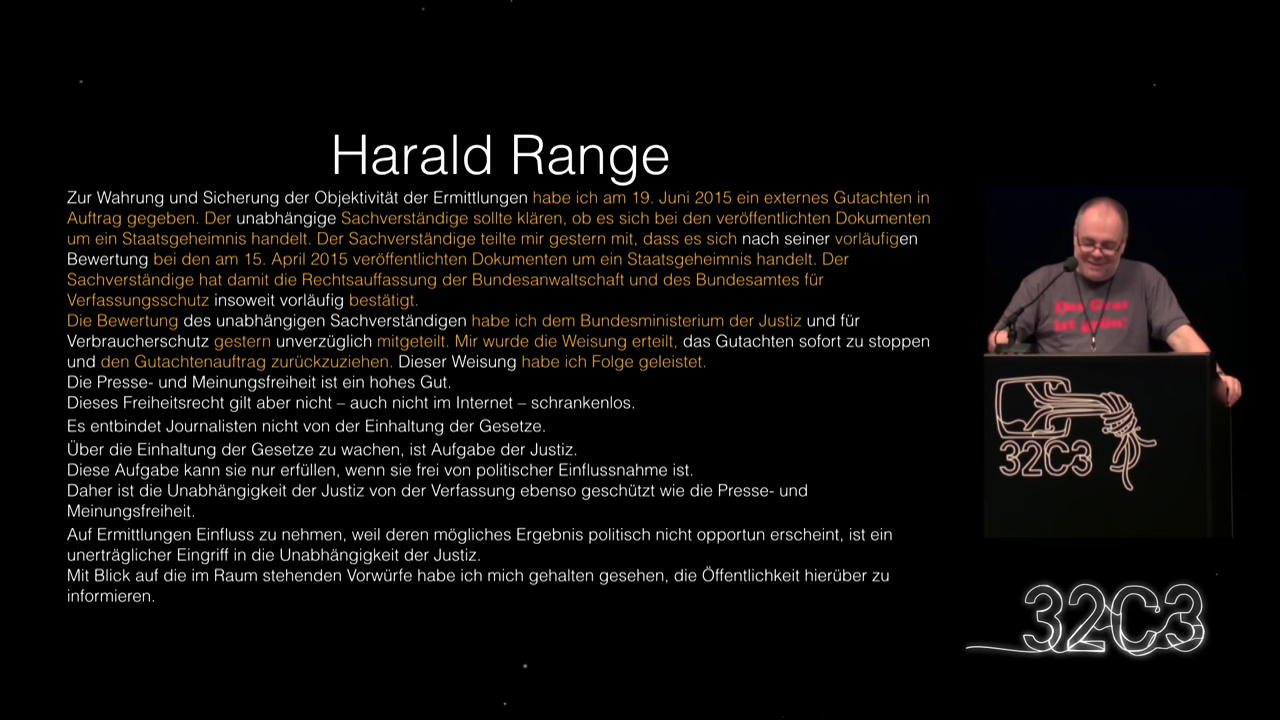 Harald Range
Zur Wahrung und Sicherung der Objektivität der Ermittlungen habe ich am 19. Juni 2015 ein externes Gutachten in
Auftrag gegeben. Der unabhängige Sachverständige sollte klären, ob es sich bei den veröffentlichten Dokumenten
um ein Staatsgeheimnis handelt. Der Sachverständige teilte mir gestern mit, dass es sich nach seiner vorläufigen
Bewertung bei den am 15. April 2015 veröffentlichten Dokumenten um ein Staatsgeheimnis handelt. Der
Sachverständige hat damit die Rechtsauffassung der Bundesanwaltschaft und des Bundesamtes für
Verfassungsschutz insoweit vorläufig bestätigt.
Die Bewertung des unabhängigen Sachverständigen habe ich dem Bundesministerium der Justiz und für
Verbraucherschutz gestern unverzüglich mitgeteilt. Mir wurde die Weisung erteilt, das Gutachten sofort zu stoppen
und den Gutachtenauftrag zurückzuziehen. Dieser Weisung habe ich Folge geleistet.
Die Presse- und Meinungsfreiheit ist ein hohes Gut.
Dieses Freiheitsrecht gilt aber nicht – auch nicht im Internet – schrankenlos.
Es entbindet Journalisten nicht von der Einhaltung der Gesetze.
Über die Einhaltung der Gesetze zu wachen, ist Aufgabe der Justiz.
Diese Aufgabe kann sie nur erfüllen, wenn sie frei von politischer Einflussnahme ist.
Daher ist die Unabhängigkeit der Justiz von der Verfassung ebenso geschützt wie die Presse- und
Meinungsfreiheit.
Auf Ermittlungen Einfluss zu nehmen, weil deren mögliches Ergebnis politisch nicht opportun erscheint, ist ein
unerträglicher Eingriff in die Unabhängigkeit der Justiz.
Mit Blick auf die im Raum stehenden Vorwürfe habe ich mich gehalten gesehen, die Öffentlichkeit hierüber zu
informieren.
Das Gras
ist grün!
32C3
32C3